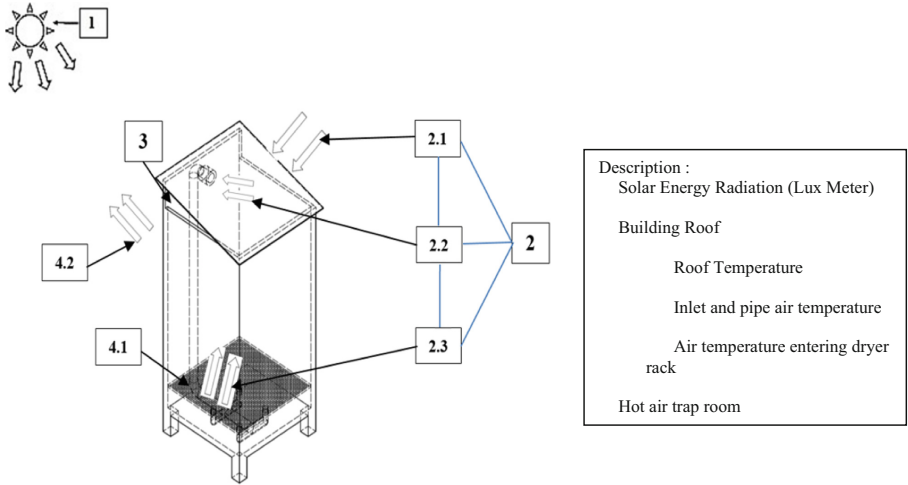 1
3
2.1
2.2
2
4.2
4.1
2.3
Description :
Solar Energy Radiation (Lux Meter)
Building Roof
Roof Temperature
Inlet and pipe air temperature
Air temperature entering dryer
rack
Hot air trap room